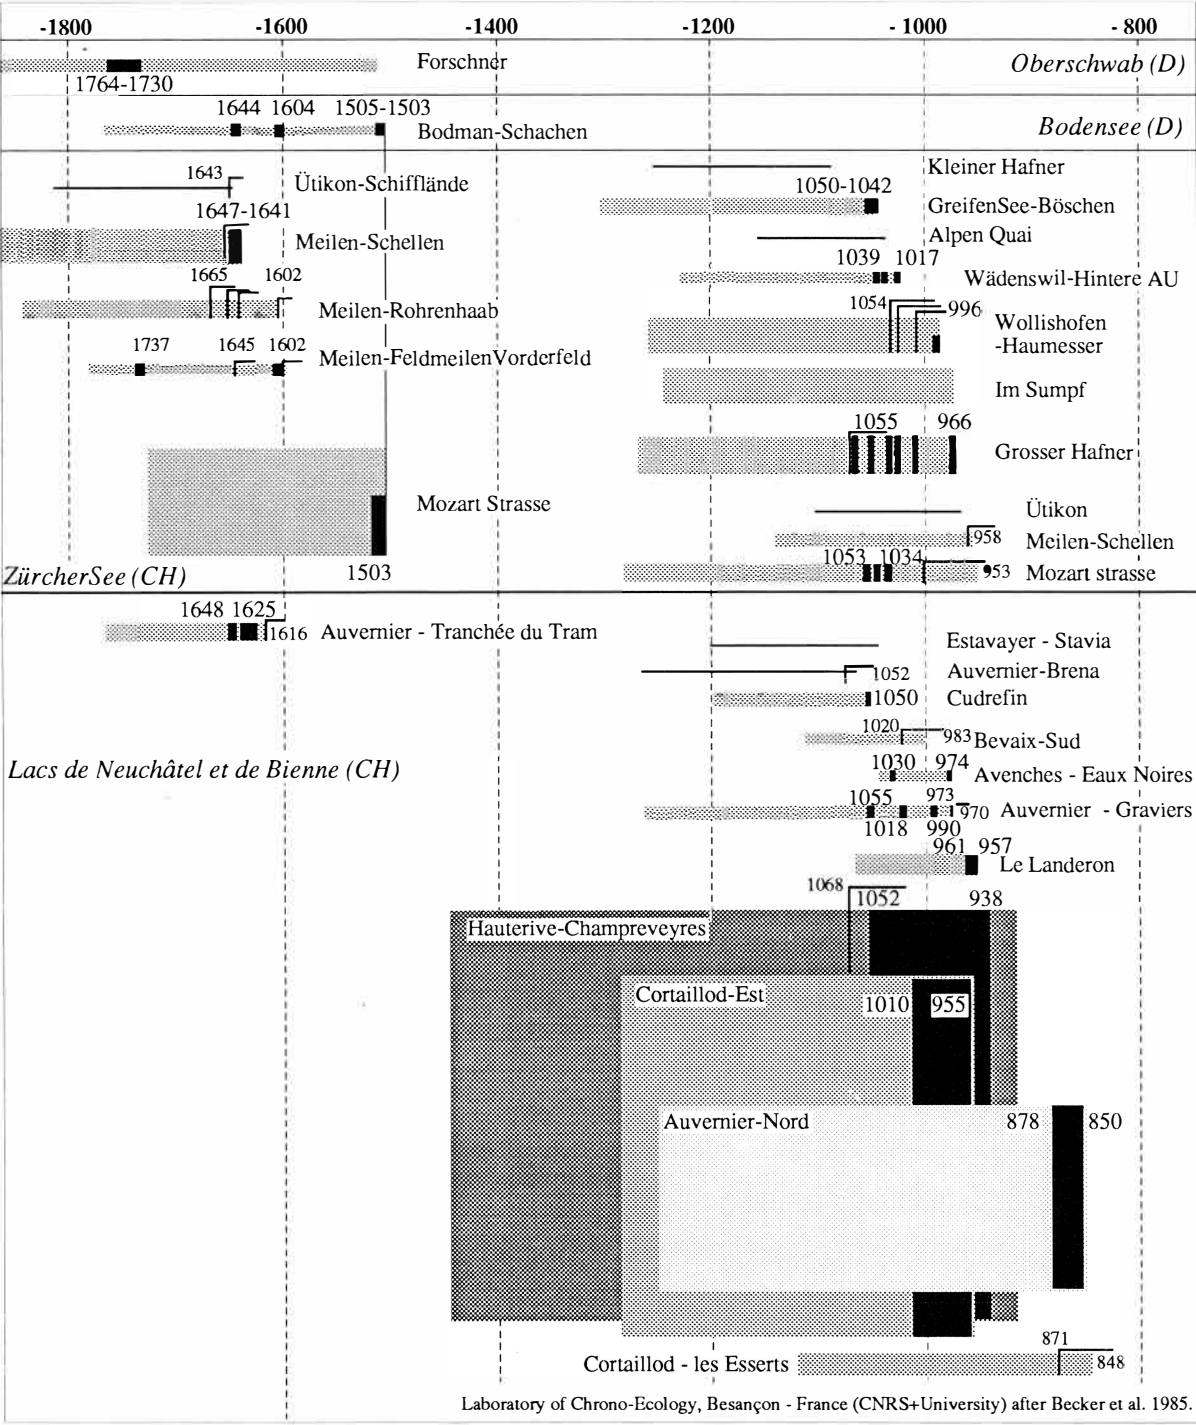 -1800 -1600 -1400 -1200 -1000 -800
Forschner Oberschwab (D)
1764-1730
1644 1604 1505-1503
Bodman-Schachen Bodensee (D)
1643 Ütikon-Schifflände
1647-1641
Meilen-Schellen
1665 1602
Meilen-Rohrenhaab
1737 1645 1602
Meilen-FeldmeilenVorderfeld
Mozart Strasse
1503
Kleiner Hafner
1050-1042
GreifenSee-Böschen
Alpen Quai
1039 1017
Wädenswil-Hintere AU
1054 996
Wollishofen
-Haumesser
Im Sumpf
1055 966
Grosser Hafner
Ütikon
958 Meilen-Schellen
1053 1034
953 Mozart strasse
ZürcherSee (CH)
1648 1625
1616 Auvernier - Tranchée du Tram
Estavayer - Stavia
1052 Auvernier-Brena
1050 Cudrefin
1020 983 Bevaix-Sud
1030 974 Avenches - Eaux Noires
Lacs de Neuchâtel et de Bienne (CH)
1055 973
970 Auvernier - Graviers
1018 990
961 957
Le Landeron
1068 1052 938
Hauterive-Champreveyres
Cortaillod-Est
1010 955
Auvernier-Nord 878 850
871
Cortaillod - les Esserts 848
Laboratory of Chrono-Ecology, Besançon - France (CNRS+University) after Becker et al. 1985.